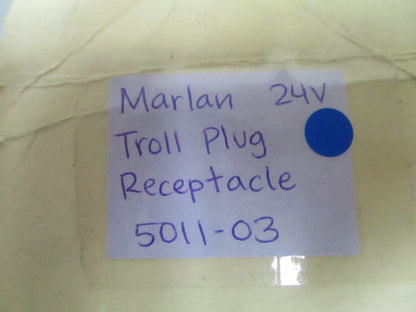 Marlan 24V
Troll Plug
Receptacle
5011-03